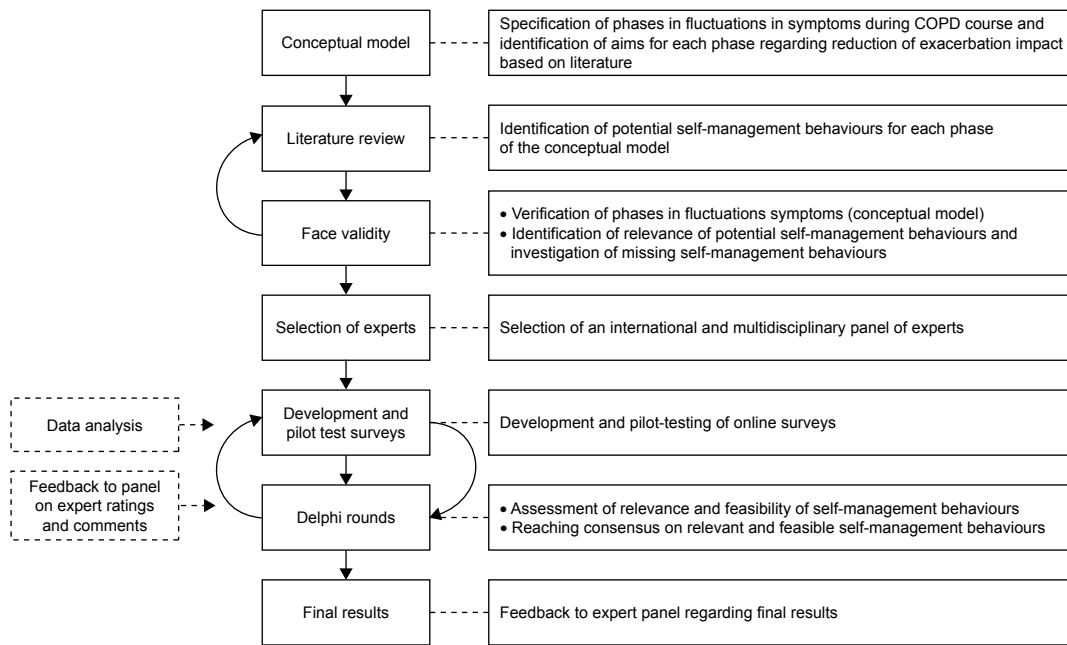 Conceptual model
Specification of phases in fluctuations in symptoms during COPD course and
identification of aims for each phase regarding reduction of exacerbation impact
based on literature
Literature review
Identification of potential self-management behaviours for each phase
of the conceptual model
Face validity
• Verification of phases in fluctuations symptoms (conceptual model)
• Identification of relevance of potential self-management behaviours and
investigation of missing self-management behaviours
Selection of experts
Selection of an international and multidisciplinary panel of experts
Data analysis
Development and
pilot test surveys
Development and pilot-testing of online surveys
Feedback to panel
on expert ratings
and comments
Delphi rounds
• Assessment of relevance and feasibility of self-management behaviours
• Reaching consensus on relevant and feasible self-management behaviours
Final results
Feedback to expert panel regarding final results